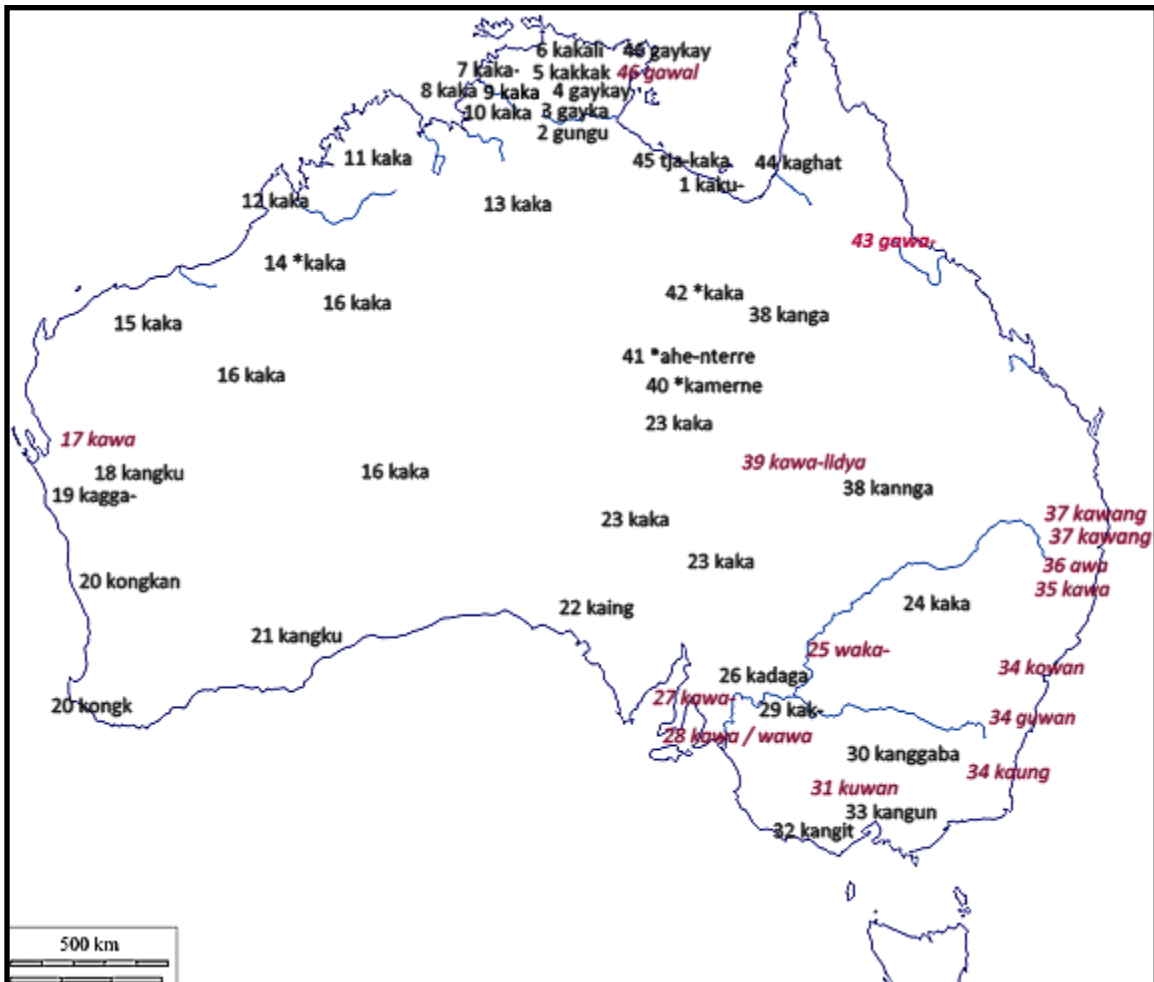 6 kakali
46 gaykay
7 kaka-
5 kakkak
46 gawal
8 kaka
9 kaka
4 gaykay
10 kaka
3 gayka
2 gungu
11 kaka
45 tja-kaka
44 kaghat
1 kaku-
12 kaka
13 kaka
43 gawa-
14 *kaka
16 kaka
42 *kaka
38 kanga
15 kaka
41 *ahe-nterre
16 kaka
40 *kamerne
23 kaka
17 kawa
18 kangku
16 kaka
39 kawa-lidya
38 kannga
19 kagga-
23 kaka
37 kawang
37 kawang
23 kaka
36 awa
20 kongkan
35 kawa
22 kaing
24 kaka
21 kangku
25 waka-
34 kowan
26 kadaga
27 kawa-
20 kongk
29 kak-
34 guwan
28 kawa / wawa
30 kanggaba
34 kaung
31 kuwan
33 kangun
32 kangit
500 km